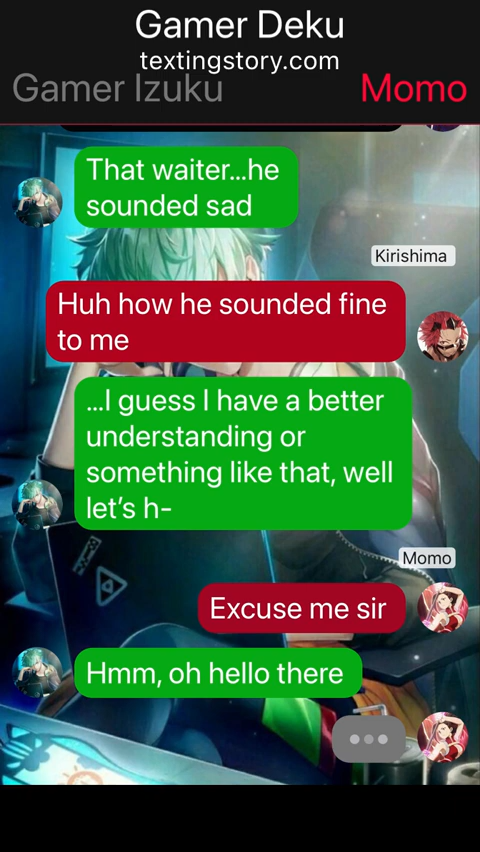 Gamer Deku
textingstory.com
Gamer Izuku
Momo
That waiter...he
sounded sad
Kirishima
Huh how he sounded fine
to me
...I guess I have a better
understanding or
something like that, well
let's h-
Momo
Excuse me sir
Hmm, oh hello there